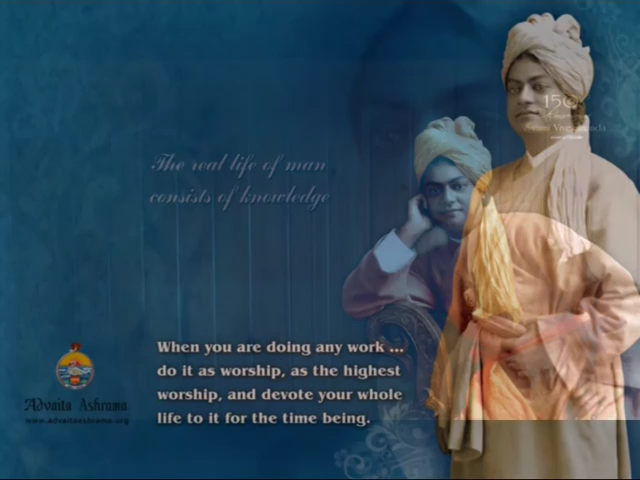 150
Swami Vivekananda
The real life of man
consists of knowledge
When you are doing any work ...
do it as worship, as the highest
worship, and devote your whole
life to it for the time being.
Advaita Ashrama
www.advaitaashrama.org